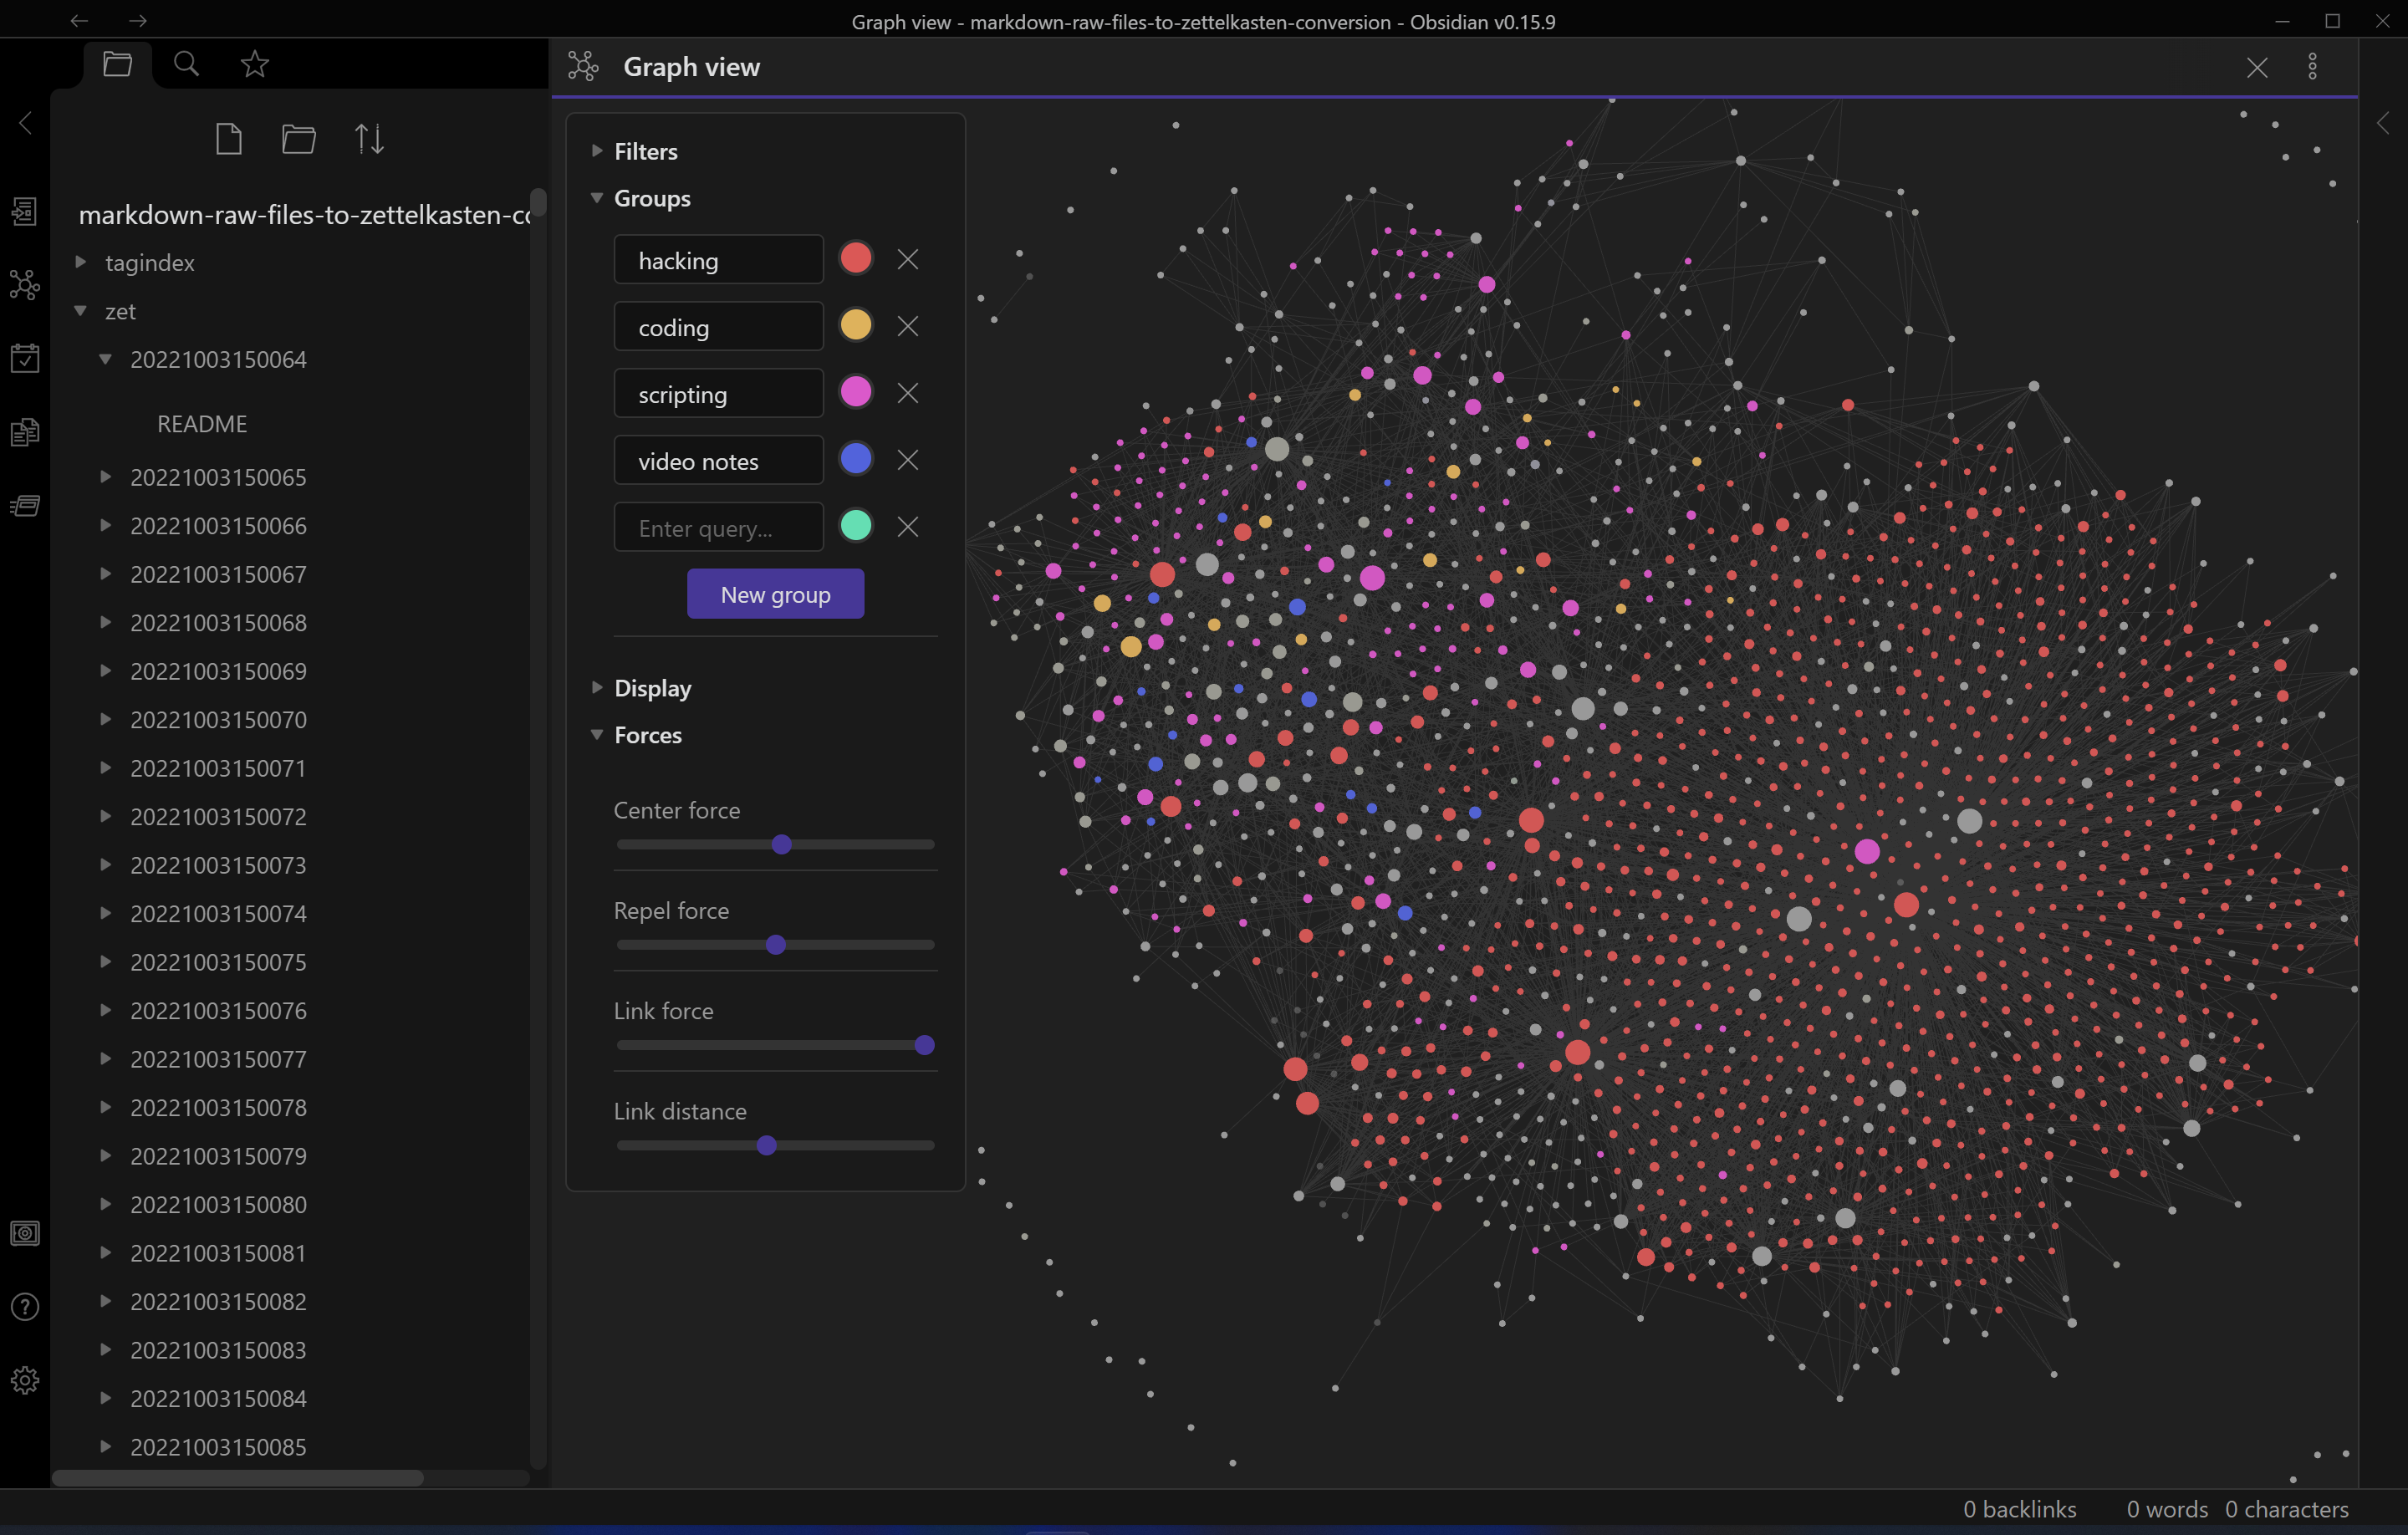 Graph view - markdown-raw-files-to-zettelkasten-conversion - Obsidian v0.15.9
Graph view
markdown-raw-files-to-zettelkasten-co
tagindex
zet
20221003150064
README
20221003150065
20221003150066
20221003150067
20221003150068
20221003150069
20221003150070
20221003150071
20221003150072
20221003150073
20221003150074
20221003150075
20221003150076
20221003150077
20221003150078
20221003150079
20221003150080
20221003150081
20221003150082
20221003150083
20221003150084
20221003150085
Filters
Groups
hacking
coding
scripting
video notes
Enter query...
New group
Display
Forces
Center force
Repel force
Link force
Link distance
0 backlinks 0 words 0 characters